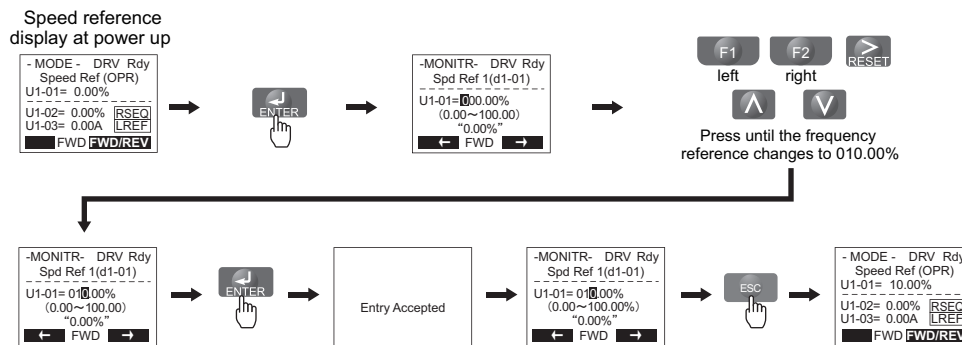 Speed reference
display at power up
- MODE - DRV Rdy
Speed Ref (OPR)
U1-01= 0.00%
U1-02= 0.00% RSEQ
U1-03= 0.00A LREF
FWD FWD/REV
ENTER
-MONITR- DRV Rdy
Spd Ref 1(d1-01)
U1-01= 000.00%
(0.00～100.00)
“0.00%”
← FWD →
F1 F2 > RESET
left right
∧ ∨
Press until the frequency
reference changes to 010.00%
-MONITR- DRV Rdy
Spd Ref 1(d1-01)
U1-01= 010.00%
(0.00～100.00)
“0.00%”
← FWD →
ENTER
Entry Accepted
-MONITR- DRV Rdy
Spd Ref 1(d1-01)
U1-01= 010.00%
(0.00～100.00%)
“0.00%”
← FWD →
ESC
- MODE - DRV Rdy
Speed Ref (OPR)
U1-01= 10.00%
U1-02= 0.00% RSEQ
U1-03= 0.00A LREF
FWD FWD/REV